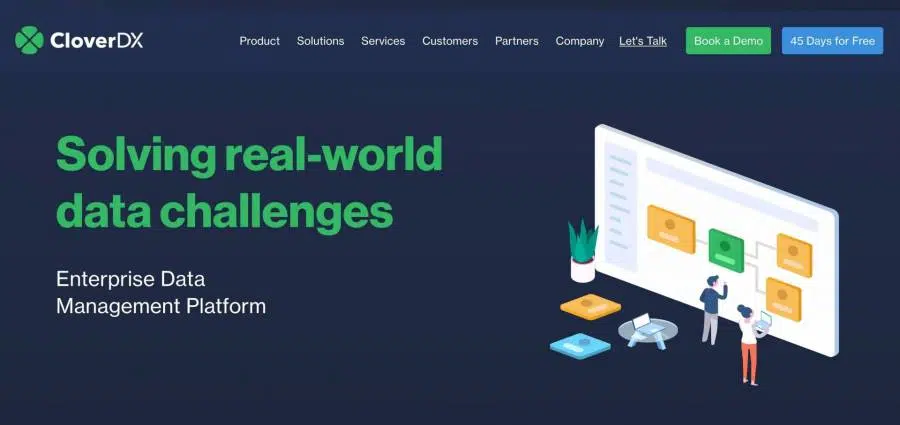 CloverDX
Product Solutions Services Customers Partners Company Let's Talk Book a Demo 45 Days for Free
Solving real-world
data challenges
Enterprise Data
Management Platform